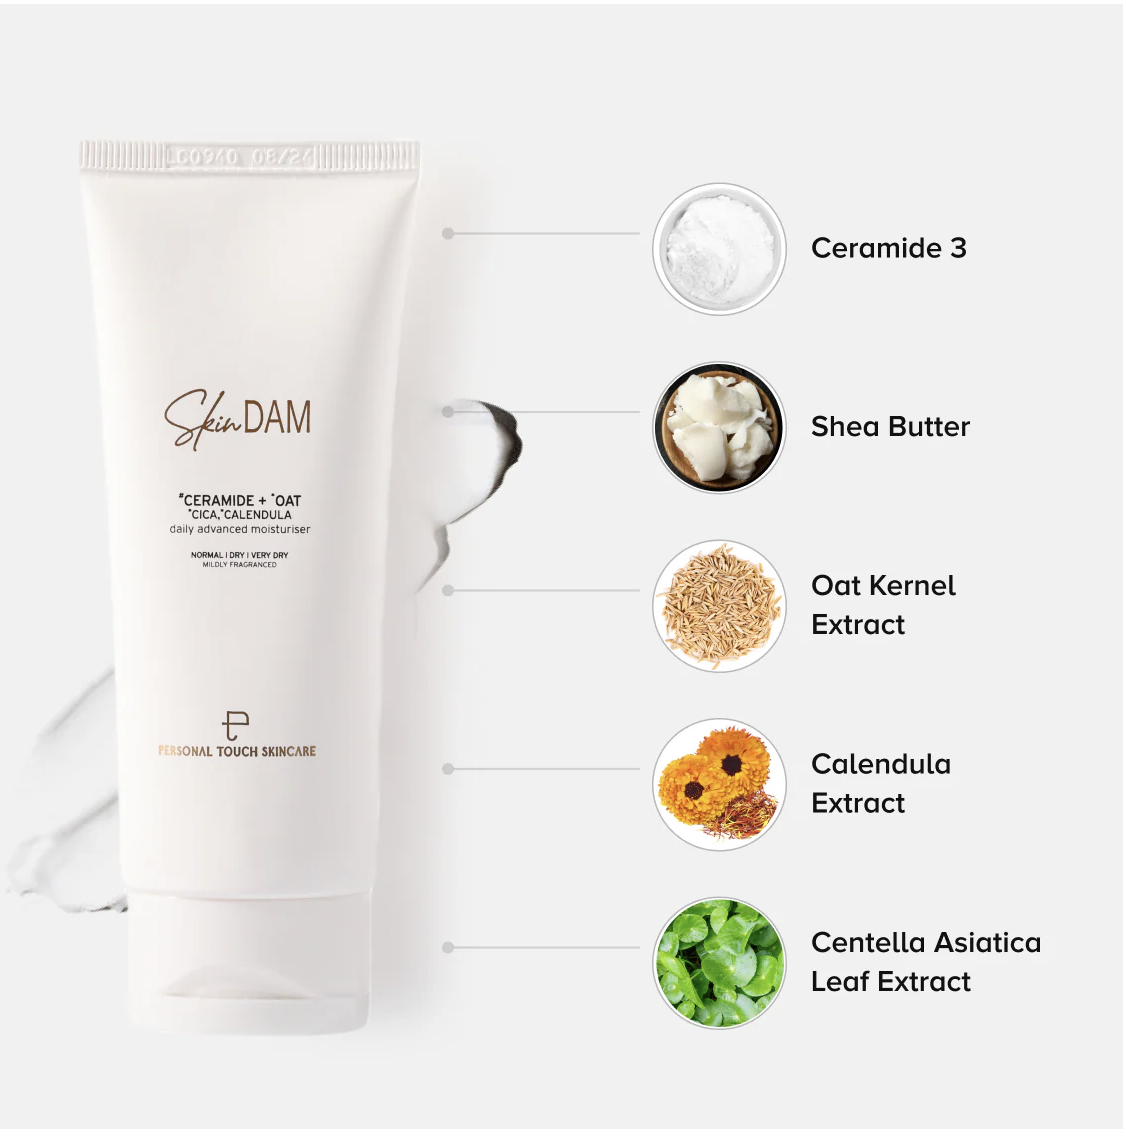 LC0940 08/24
SkinDAM
#CERAMIDE + *OAT
*CICA,*CALENDULA
daily advanced moisturiser
NORMAL | DRY | VERY DRY
MILDLY FRAGRANCED
PERSONAL TOUCH SKINCARE
Ceramide 3
Shea Butter
Oat Kernel
Extract
Calendula
Extract
Centella Asiatica
Leaf Extract